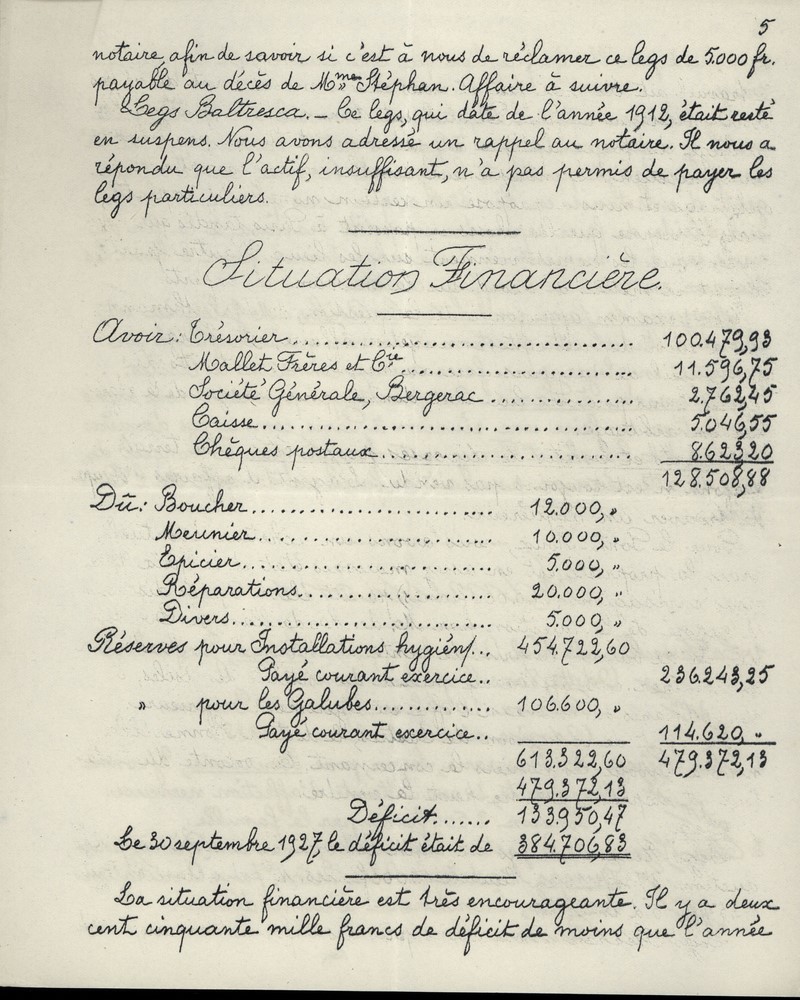 5
notaire, afin de savoir si c'est à nous de réclamer ce legs de 5.000 fr.
payable au décès de Mme Stéphan. Affaire à suivre.
Legs Baltresca. - Ce legs, qui date de l'année 1912, était resté
en suspens. Nous avons adressé un rappel au notaire. Il nous a
répondu que l'actif, insuffisant, n'a pas permis de payer les
legs particuliers.
Situation Financière.
Avoir: Trésorier........ 100.479,93
Mallet Frères et Cie........ 11.596,75
Société Générale, Bergerac........ 2.762,45
Caisse........ 5.046,55
Chèques postaux........ 8.623,20
128.508,88
Dû: Boucher........ 12.000, "
Meunier........ 10.000, "
Epicier........ 5.000, "
Réparations........ 20.000, "
Divers........ 5.000, "
Réserves pour Installations hygién/... 454.722,60
Payé courant exercice.. 236.243,25
" pour les Galubes........ 106.600, "
Payé courant exercice.. 114.620, "
613.322,60 479.372,13
479.372,13
Déficit...... 133.950,47
Le 30 septembre 1927, le déficit était de 384.706,83
La situation financière est très encourageante. Il y a deux
cent cinquante mille francs de déficit de moins que l'année